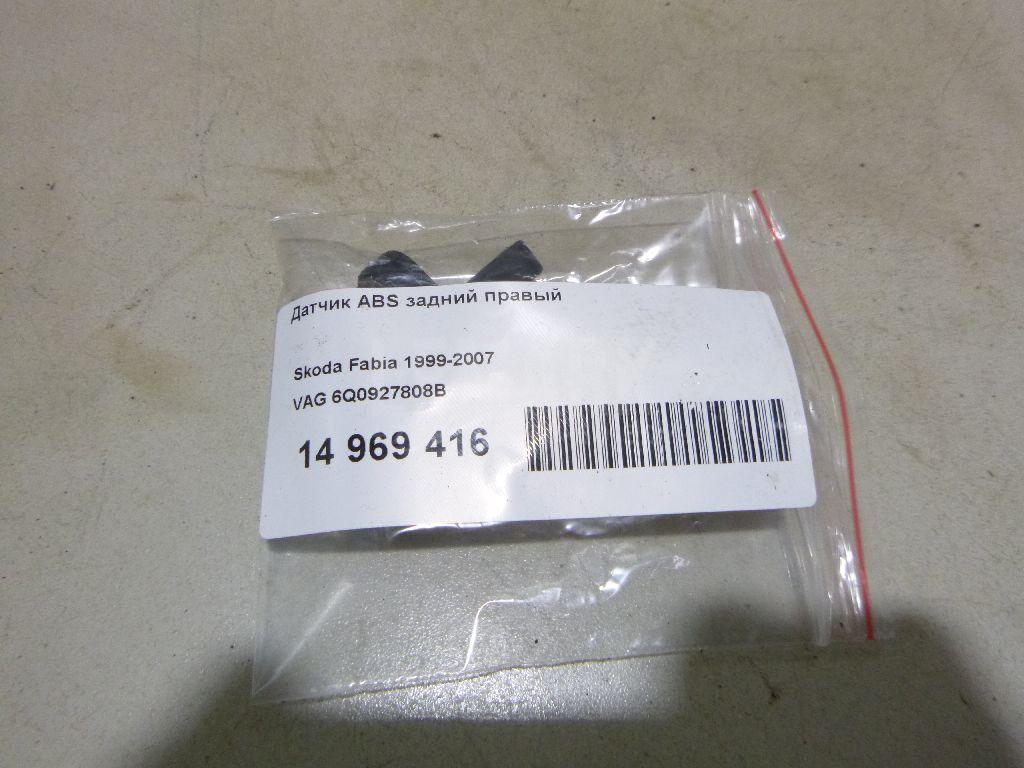 Датчик ABS задний правый
Skoda Fabia 1999-2007
VAG 6Q0927808B
14 969 416